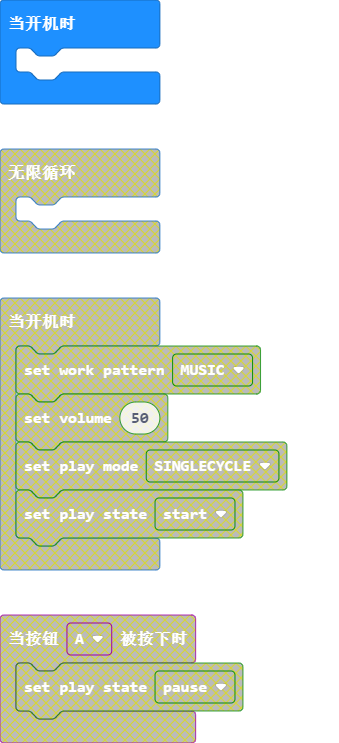 当开机时
无限循环
当开机时
set work pattern MUSIC
set volume 50
set play mode SINGLECYCLE
set play state start
当按钮 A 被按下时
set play state pause